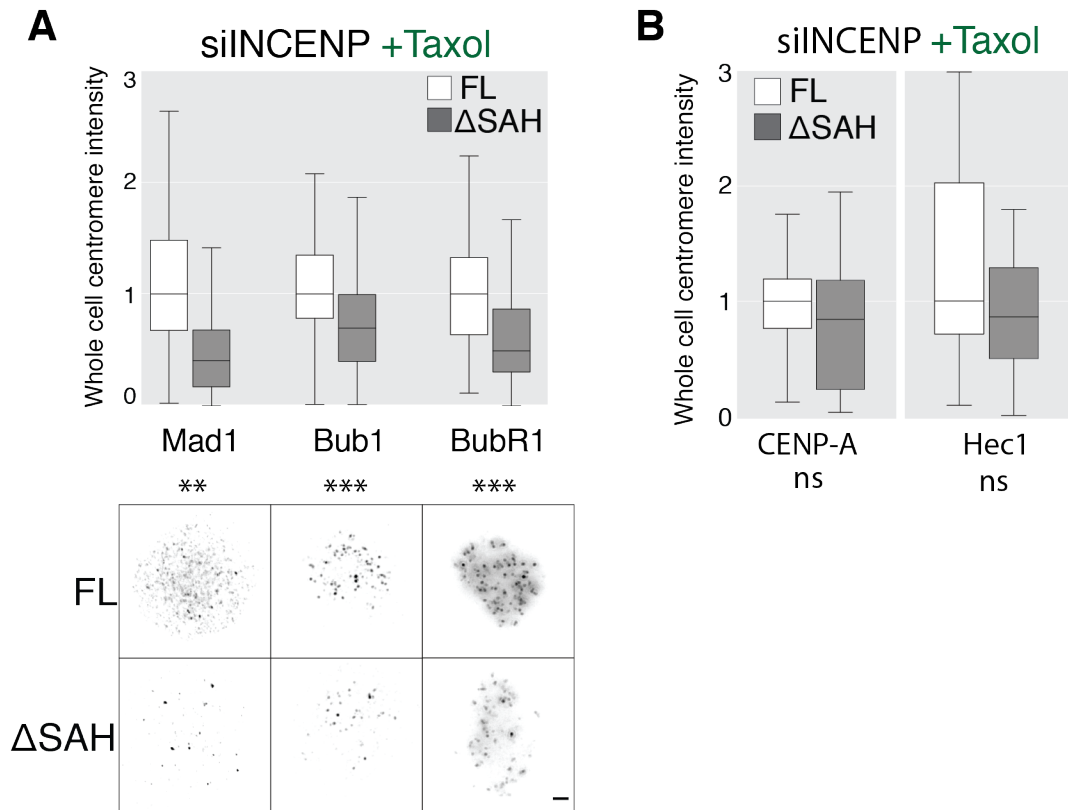 A
siINCENP +Taxol
Whole cell centromere intensity
3
2
1
0
FL
ΔSAH
Mad1 Bub1 BubR1
** *** ***
FL
ΔSAH
B
siINCENP +Taxol
Whole cell centromere intensity
3
2
1
0
FL
ΔSAH
CENP-A Hec1
ns ns